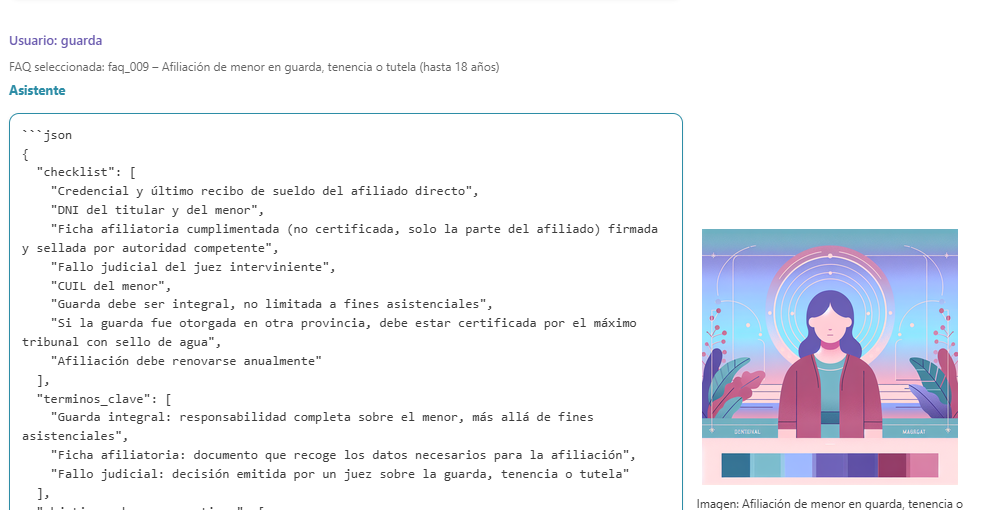 Usuario: guarda
FAQ seleccionada: faq_009 – Afiliación de menor en guarda, tenencia o tutela (hasta 18 años)
Asistente
```json
{
"checklist": [
"Credencial y último recibo de sueldo del afiliado directo",
"DNI del titular y del menor",
"Ficha afiliatoria cumplimentada (no certificada, solo la parte del afiliado) firmada
y sellada por autoridad competente",
"Fallo judicial del juez interviniente",
"CUIL del menor",
"Guarda debe ser integral, no limitada a fines asistenciales",
"Si la guarda fue otorgada en otra provincia, debe estar certificada por el máximo
tribunal con sello de agua",
"Afiliación debe renovarse anualmente"
],
"terminos_clave": [
"Guarda integral: responsabilidad completa sobre el menor, más allá de fines
asistenciales",
"Ficha afiliatoria: documento que recoge los datos necesarios para la afiliación",
"Fallo judicial: decisión emitida por un juez sobre la guarda, tenencia o tutela"
],
Imagen: Afiliación de menor en guarda, tenencia o